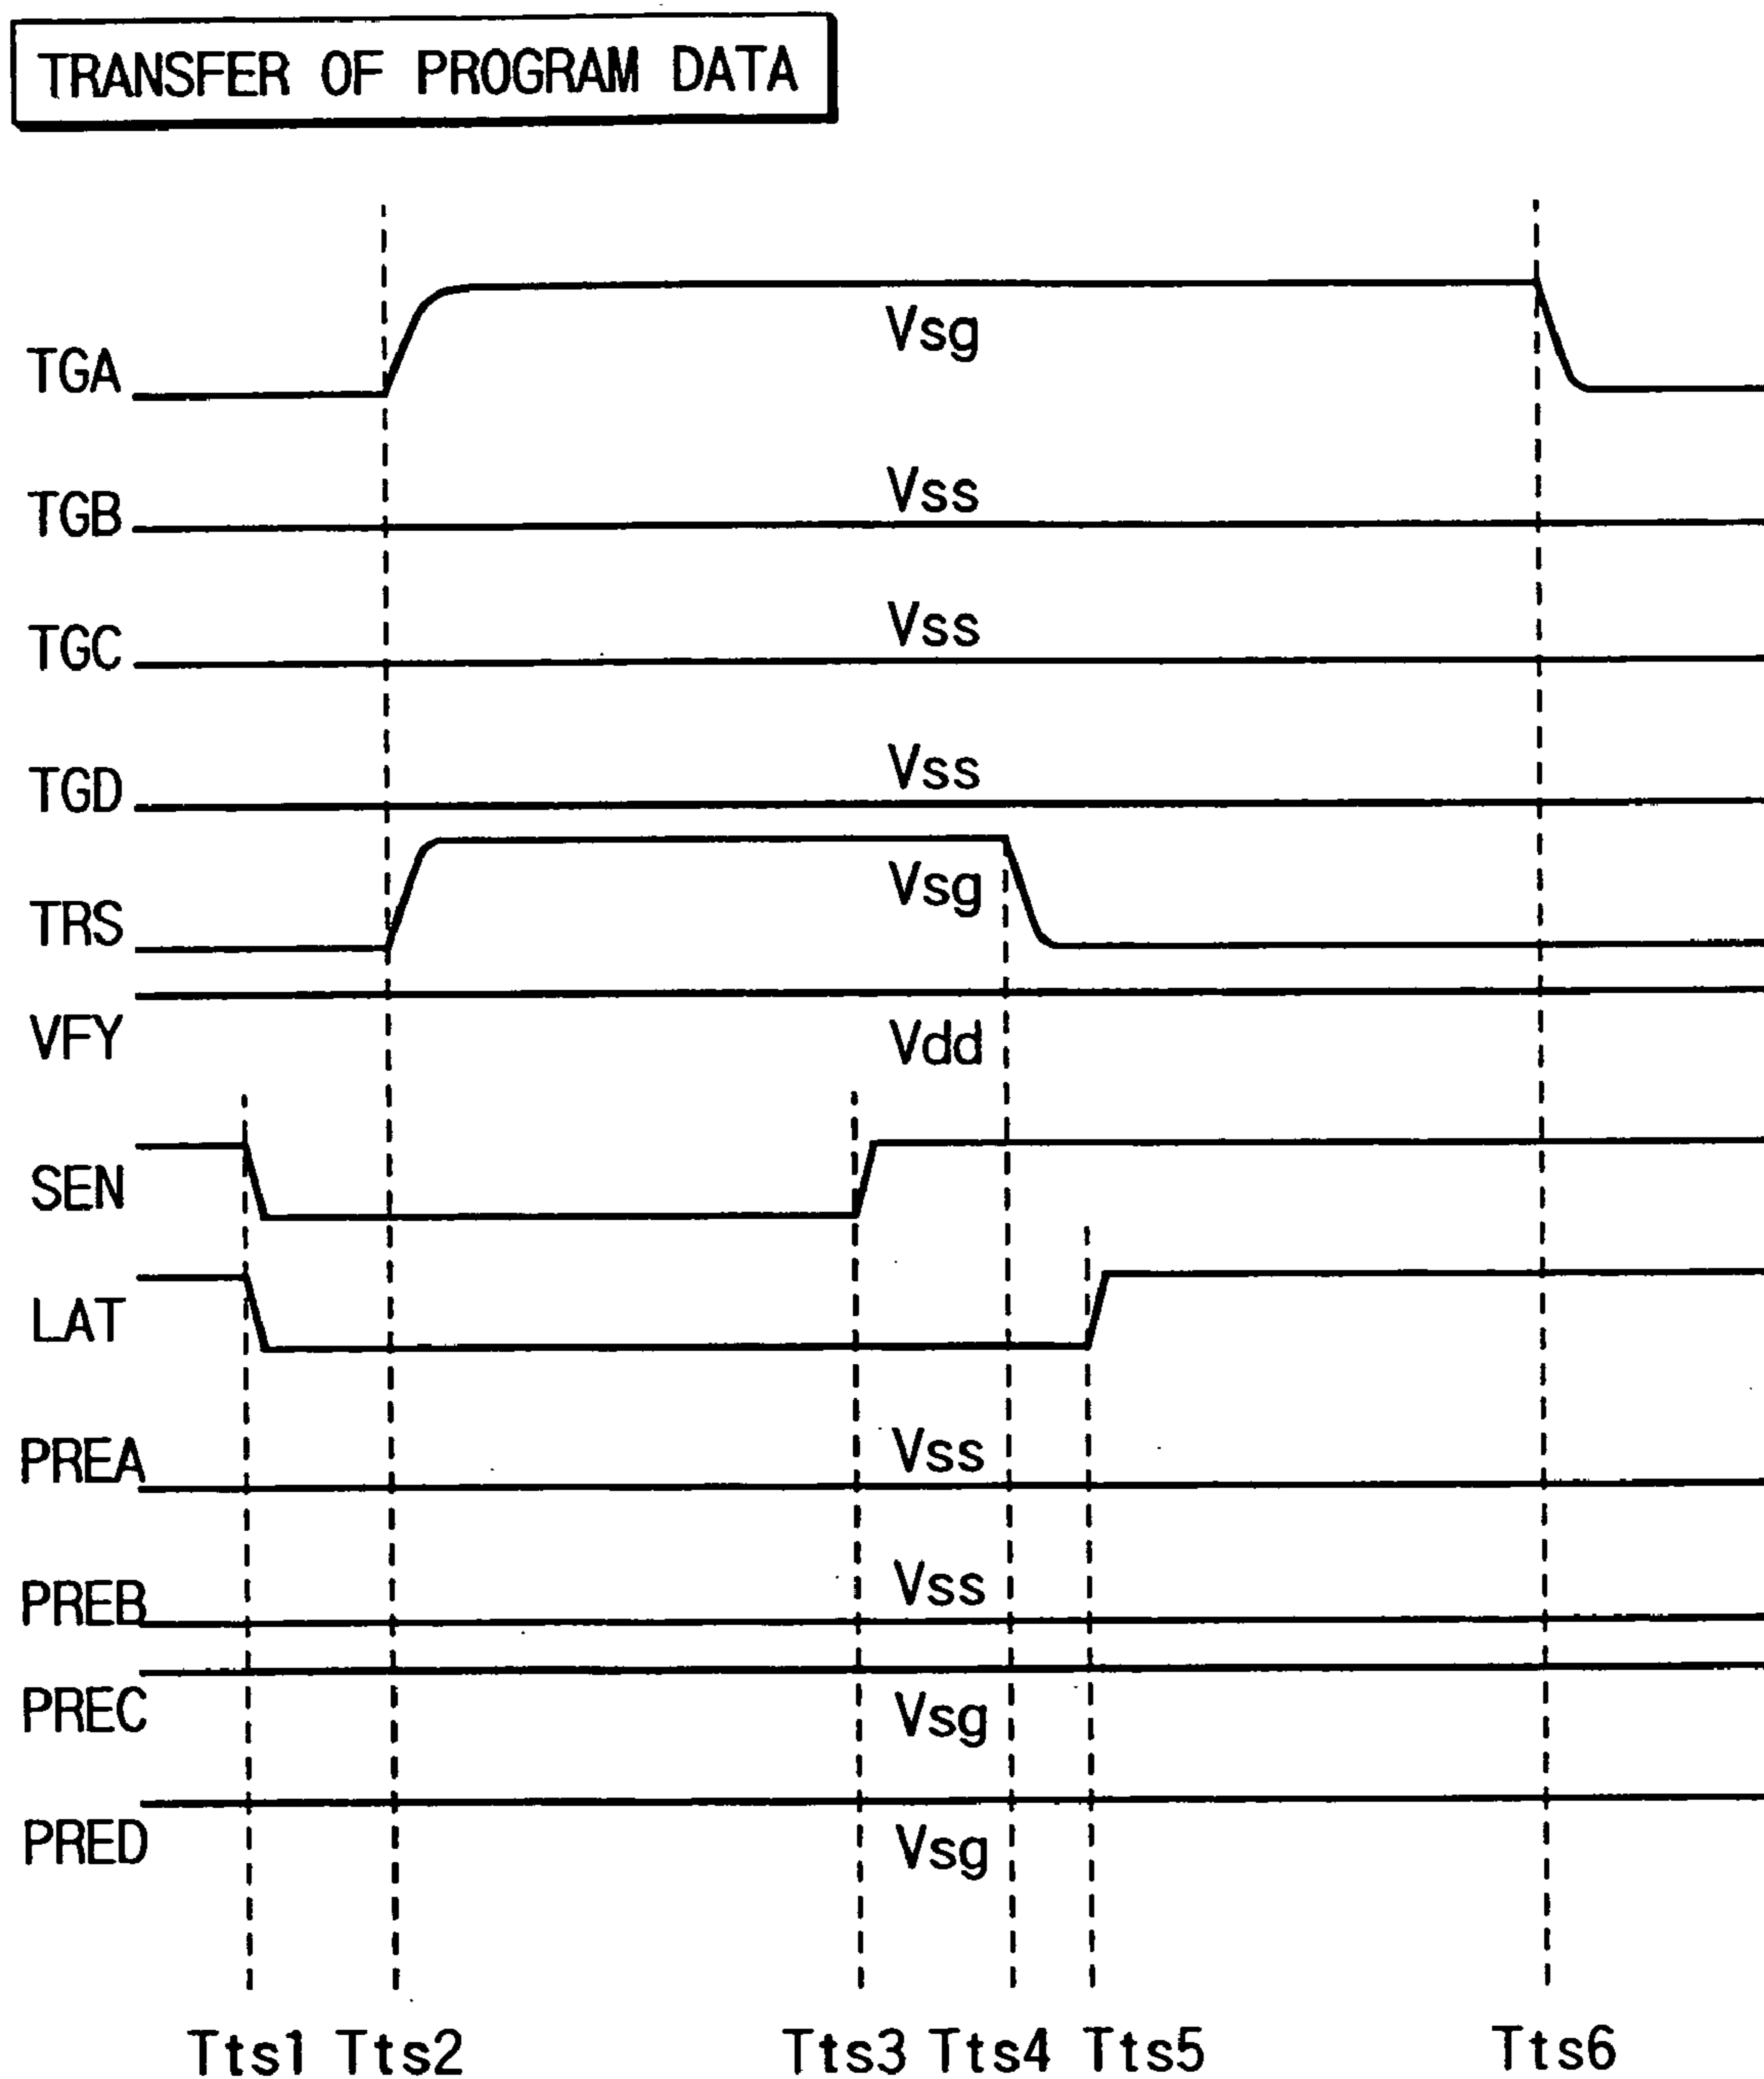 TRANSFER OF PROGRAM DATA
TGA Vsg
TGB Vss
TGC Vss
TGD Vss
TRS Vsg
VFY Vdd
SEN
LAT
PREA Vss
PREB Vss
PREC Vsg
PRED Vsg
Tts1 Tts2 Tts3 Tts4 Tts5 Tts6